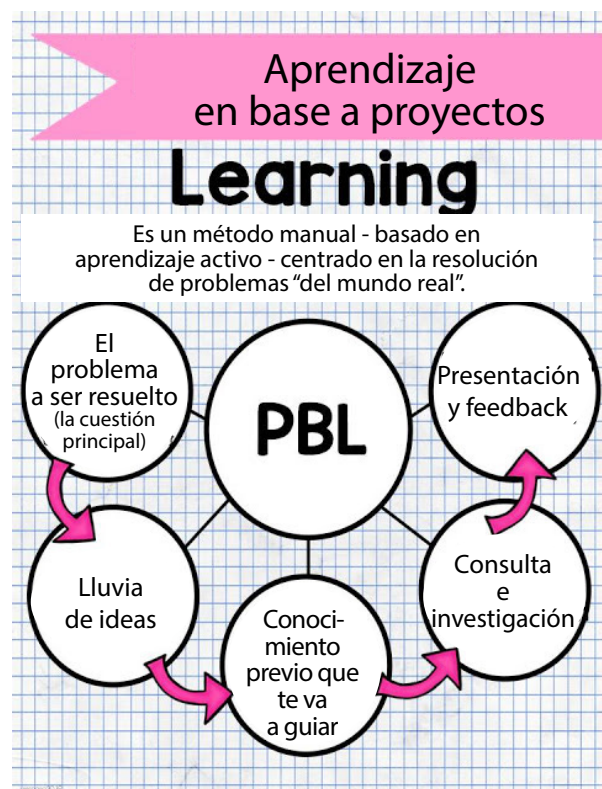 Aprendizaje
en base a proyectos
Learning
Es un método manual - basado en
aprendizaje activo - centrado en la resolución
de problemas “del mundo real”.
El
problema
a ser resuelto
(la cuestión
principal)
PBL
Presentación
y feedback
Lluvia
de ideas
Conoci-
miento
previo que
te va
a guiar
Consulta
e
investigación